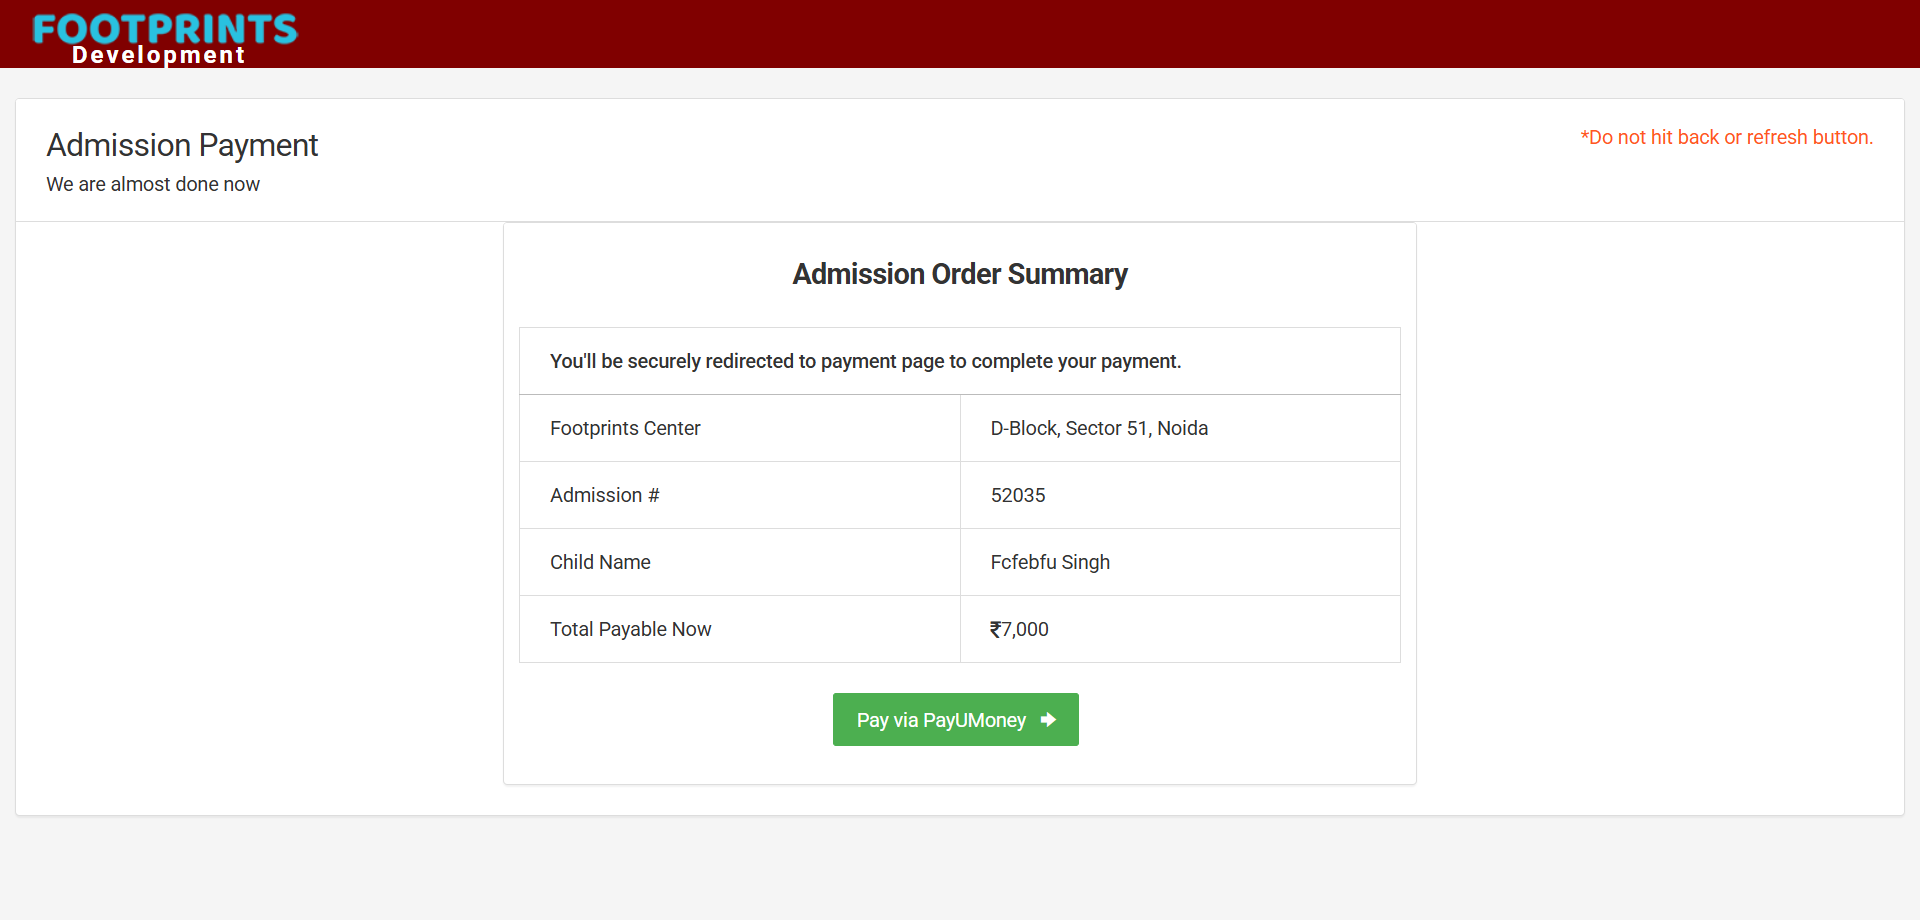 FOOTPRINTS
Development
Admission Payment
*Do not hit back or refresh button.
We are almost done now
Admission Order Summary
You'll be securely redirected to payment page to complete your payment.
Footprints Center D-Block, Sector 51, Noida
Admission # 52035
Child Name Fcfebfu Singh
Total Payable Now ₹7,000
Pay via PayUMoney